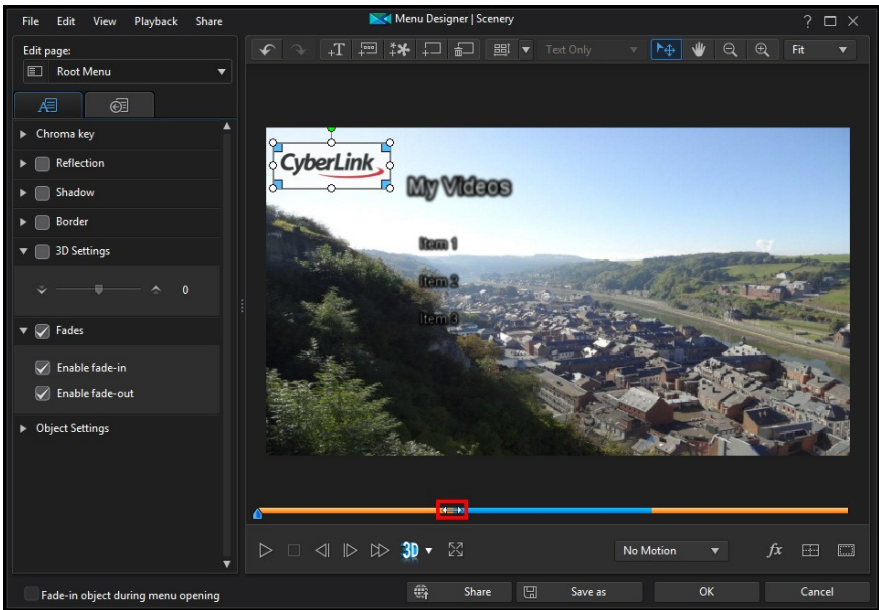 File Edit View Playback Share
Menu Designer | Scenery
?
Edit page:
Root Menu
Text Only
Fit
A
Chroma key
Reflection
Shadow
Border
3D Settings
0
Fades
Enable fade-in
Enable fade-out
Object Settings
CyberLink
My Videos
Item 1
Item 2
Item 3
3D
No Motion
fx
Fade-in object during menu opening
Share
Save as
OK
Cancel